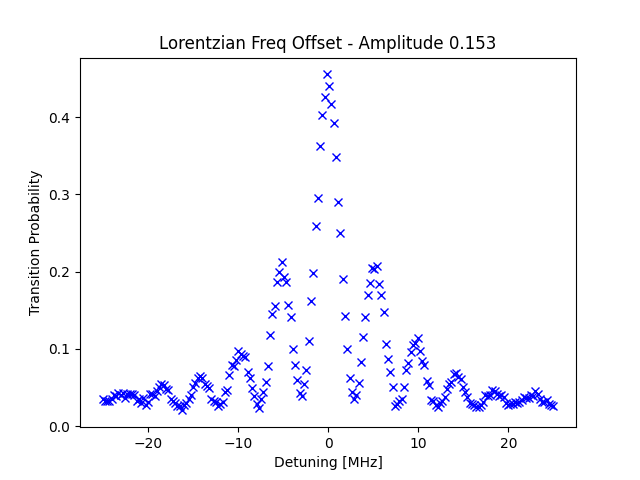 Lorentzian Freq Offset - Amplitude 0.153
Transition Probability
0.4
0.3
0.2
0.1
0.0
−20 −10 0 10 20
Detuning [MHz]